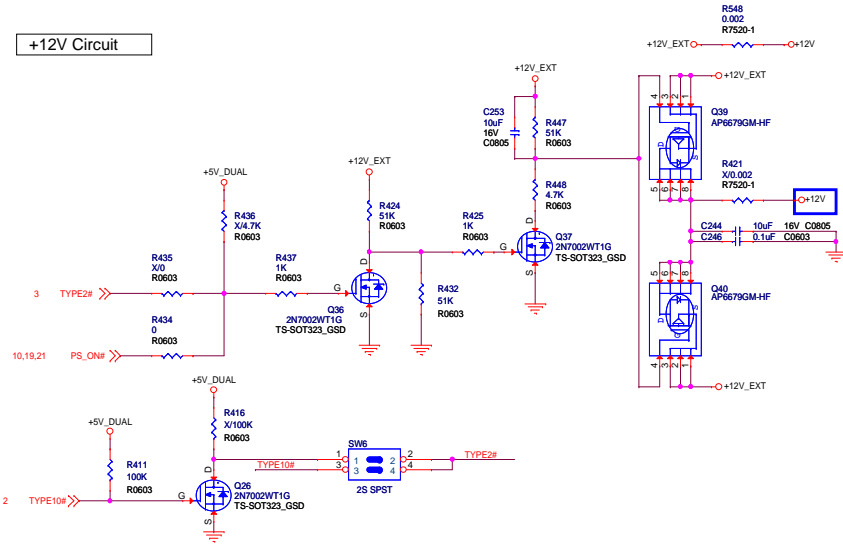 +12V Circuit
R548
0.002
R7520-1
+12V_EXT
+12V
+12V_EXT
+12V_EXT
C253
10uF
16V
C0805
R447
51K
R0603
4 3 2 1
Q39
AP6679GM-HF
D G S
5 6 7 8
+12V_EXT
R424
51K
R0603
R448
4.7K
R0603
R421
X/0.002
R7520-1
+12V
+5V_DUAL
R436
X/4.7K
R0603
R425
1K
R0603
D
G
S
Q37
2N7002WT1G
TS-SOT323_GSD
C244 10uF 16V C0805
C246 0.1uF C0603
R435
X/0
R0603
R437
1K
R0603
D
G
S
Q36
2N7002WT1G
TS-SOT323_GSD
R432
51K
R0603
5 6 7 8
Q40
AP6679GM-HF
D G S
4 3 2 1
+12V_EXT
3 TYPE2#
R434
0
R0603
10,19,21 PS_ON#
+5V_DUAL
R416
X/100K
R0603
+5V_DUAL
R411
100K
R0603
SW6
1 1 2 2
3 3 4 4
2S SPST
TYPE10#
TYPE2#
D
G
S
Q26
2N7002WT1G
TS-SOT323_GSD
2 TYPE10#